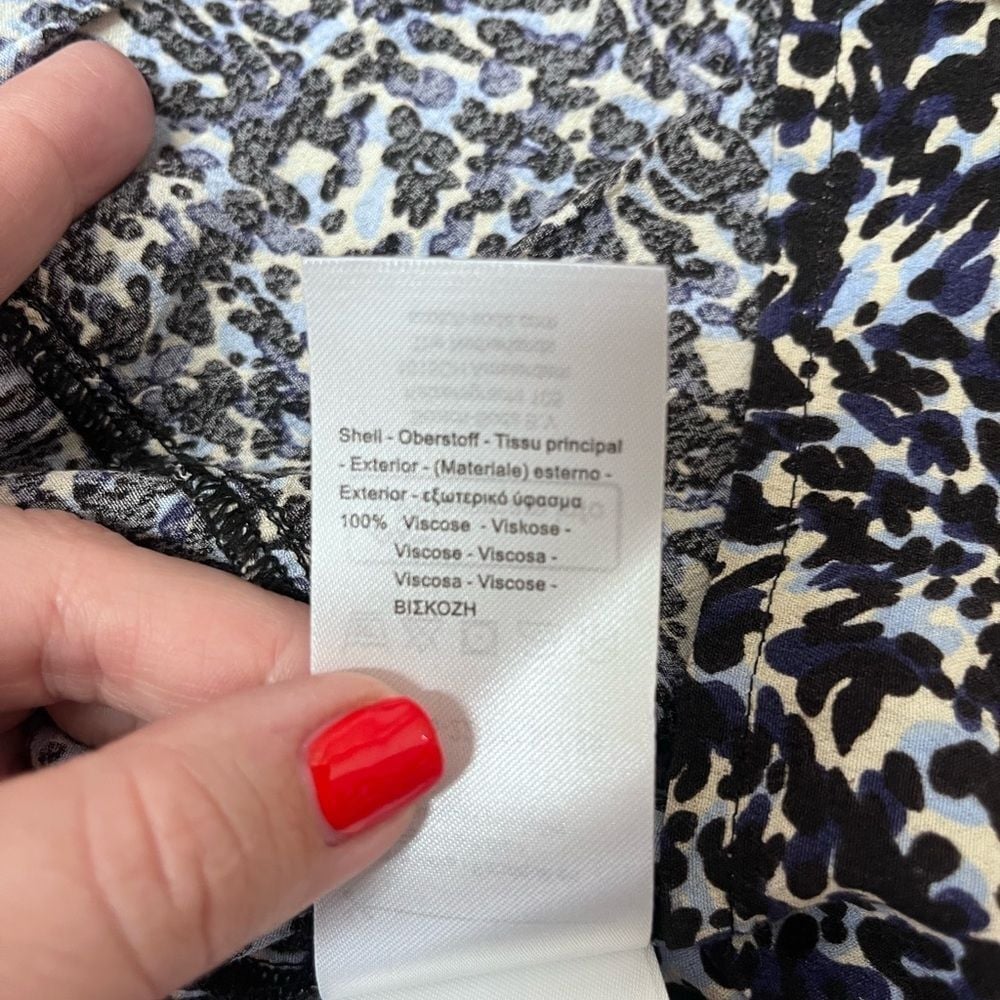 Shell - Oberstoff - Tissu principal
- Exterior - (Materiale) esterno -
Exterior - εξωτερικό ύφασμα
100% Viscose - Viskose -
Viscose - Viscosa -
Viscosa - Viscose -
ΒΙΣΚΟΖΗ